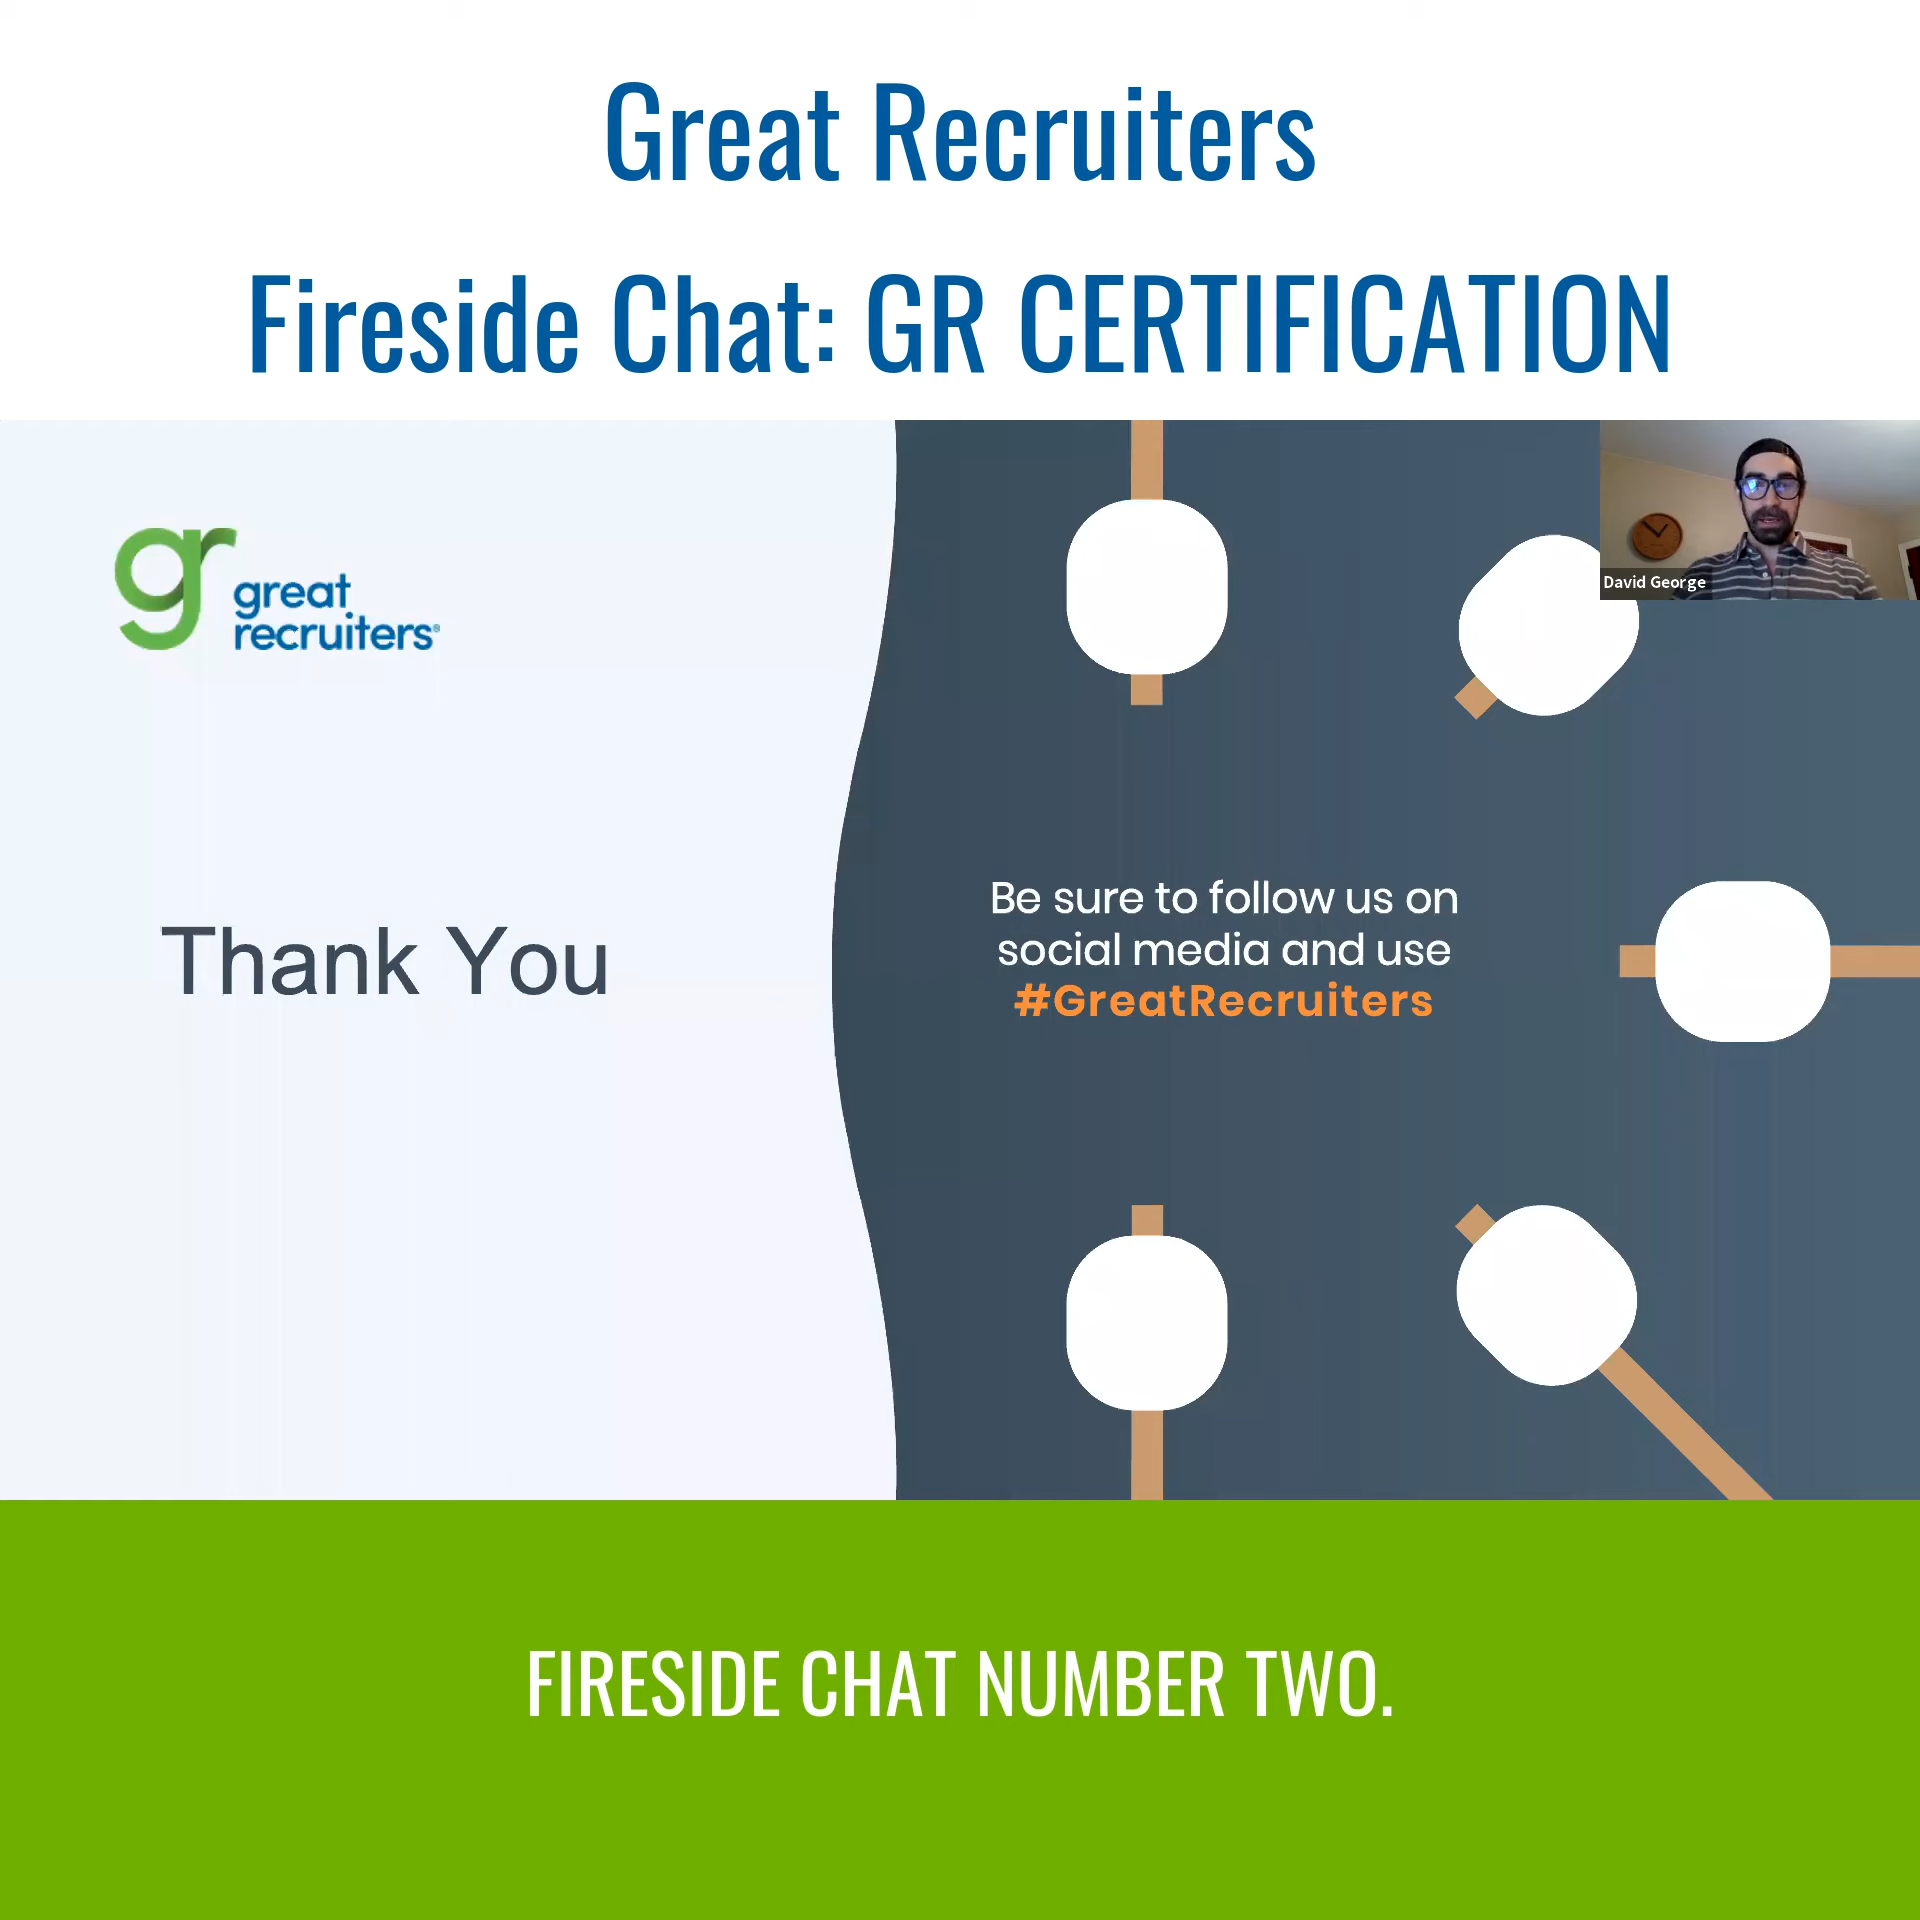 Great Recruiters
Fireside Chat: GR CERTIFICATION
gr
great
recruiters®
David George
Thank You
Be sure to follow us on
social media and use
#GreatRecruiters
FIRESIDE CHAT NUMBER TWO.